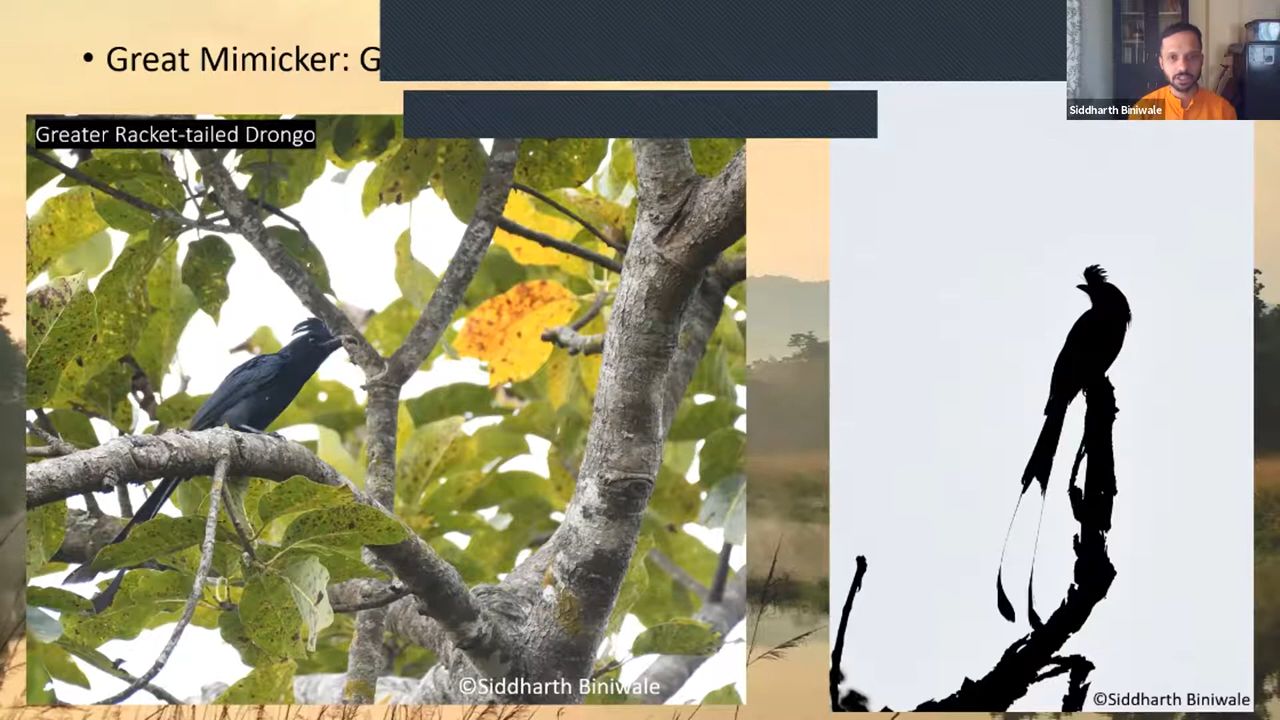 • Great Mimicker: G
Siddharth Biniwale
Greater Racket-tailed Drongo
©Siddharth Biniwale
©Siddharth Biniwale